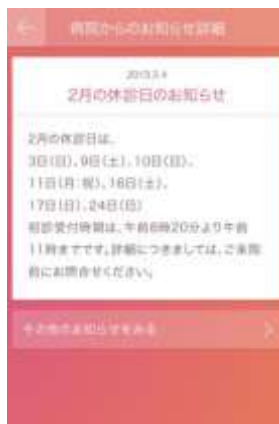 病院からのお知らせ詳細
2013.2.4
2月の休診日のお知らせ
2月の休診日は、
3日(日)、9日(土)、10日(日)、
11日(月・祝)、16日(土)、
17日(日)、24日(日)
初診受付時間は、午前8時20分より午前
11時までです。詳細につきましては、ご来院
前にお問合せください。
その他のお知らせをみる